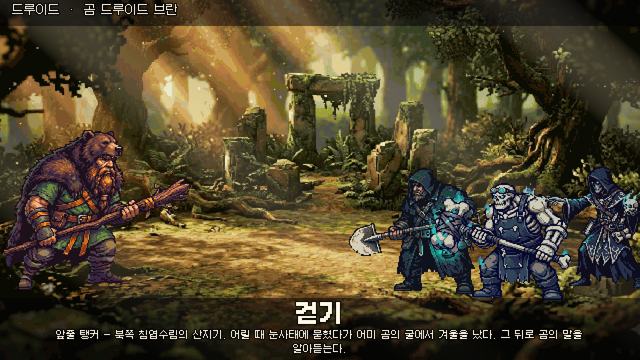 드루이드 · 곰 드루이드 브란
걷기
앞줄 탱커 - 북쪽 침엽수림의 산지기. 어릴 때 눈사태에 묻혔다가 어미 곰의 굴에서 겨울을 났다. 그 뒤로 곰의 말을
알아듣는다.